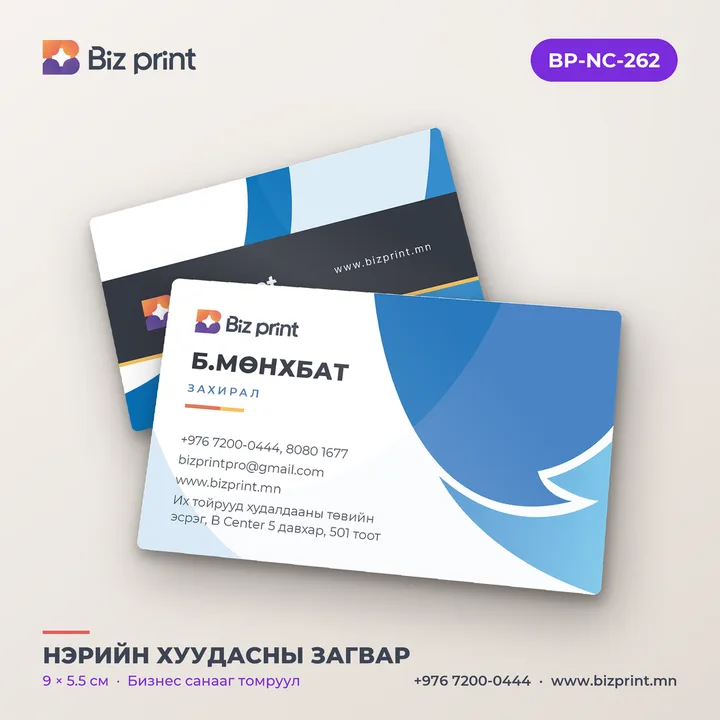 Biz print
BP-NC-262
www.bizprint.mn
Biz print
Б.МӨНХБАТ
ЗАХИРАЛ
+976 7200-0444, 8080 1677
bizprintpro@gmail.com
www.bizprint.mn
Их тойрууд худалдааны төвийн
эсрэг, B Center 5 давхар, 501 тоот
НЭРИЙН ХУУДАСНЫ ЗАГВАР
9 × 5.5 см · Бизнес санааг томруул
+976 7200-0444 · www.bizprint.mn